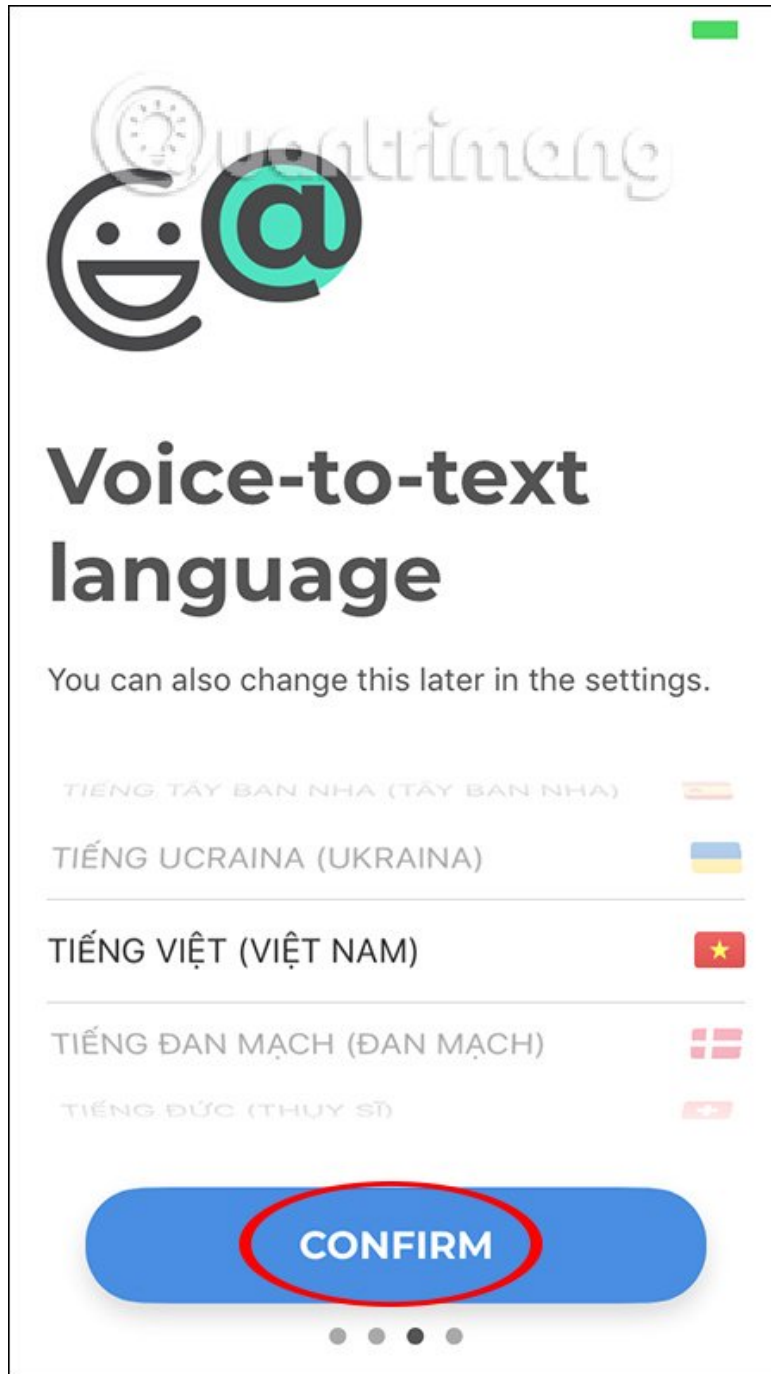 Quantrimang
@
Voice-to-text
language
You can also change this later in the settings.
TIẾNG TÂY BAN NHA (TÂY BAN NHA)
TIẾNG UCRAINA (UKRAINA)
TIẾNG VIỆT (VIỆT NAM)
TIẾNG ĐAN MẠCH (ĐAN MẠCH)
TIẾNG ĐỨC (THỤY SĨ)
CONFIRM